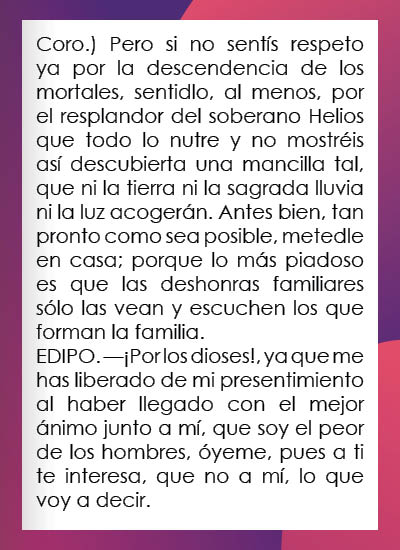 Coro.) Pero si no sentís respeto
ya por la descendencia de los
mortales, sentidlo, al menos, por
el resplandor del soberano Helios
que todo lo nutre y no mostréis
así descubierta una mancilla tal,
que ni la tierra ni la sagrada lluvia
ni la luz acogerán. Antes bien, tan
pronto como sea posible, metedle
en casa; porque lo más piadoso
es que las deshonras familiares
sólo las vean y escuchen los que
forman la familia.
EDIPO. —¡Por los dioses!, ya que me
has liberado de mi presentimiento
al haber llegado con el mejor
ánimo junto a mí, que soy el peor
de los hombres, óyeme, pues a ti
te interesa, que no a mí, lo que
voy a decir.